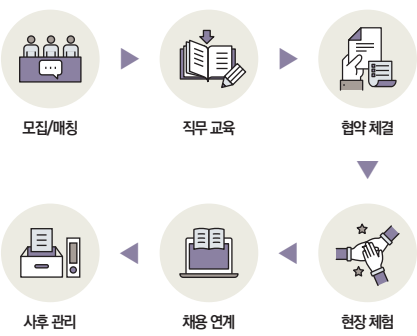 모집/매칭
직무 교육
협약 체결
현장 체험
채용 연계
사후 관리